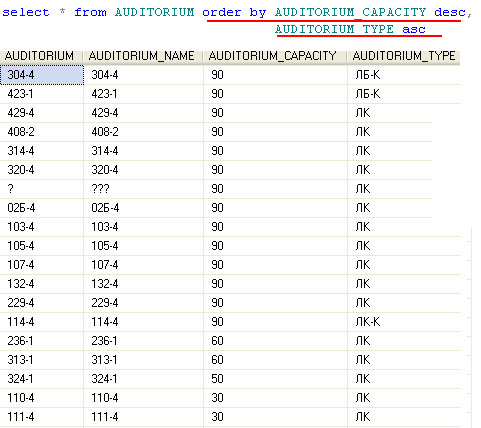 select * from AUDITORIUM order by AUDITORIUM_CAPACITY desc,
AUDITORIUM_TYPE asc
AUDITORIUM AUDITORIUM_NAME AUDITORIUM_CAPACITY AUDITORIUM_TYPE
304-4 304-4 90 ЛБ-К
423-1 423-1 90 ЛБ-К
429-4 429-4 90 ЛК
408-2 408-2 90 ЛК
314-4 314-4 90 ЛК
320-4 320-4 90 ЛК
? ??? 90 ЛК
02Б-4 02Б-4 90 ЛК
103-4 103-4 90 ЛК
105-4 105-4 90 ЛК
107-4 107-4 90 ЛК
132-4 132-4 90 ЛК
229-4 229-4 90 ЛК
114-4 114-4 90 ЛК-К
236-1 236-1 60 ЛК
313-1 313-1 60 ЛК
324-1 324-1 50 ЛК
110-4 110-4 30 ЛК
111-4 111-4 30 ЛК